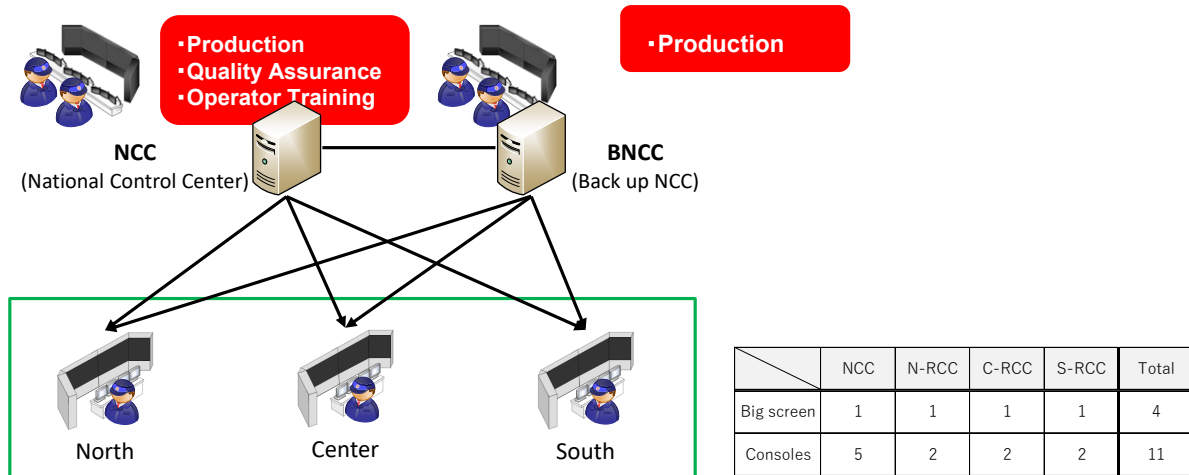 ・Production
・Quality Assurance
・Operator Training
・Production
NCC
(National Control Center)
BNCC
(Back up NCC)
North
Center
South
NCC N-RCC C-RCC S-RCC Total
Big screen 1 1 1 1 4
Consoles 5 2 2 2 11